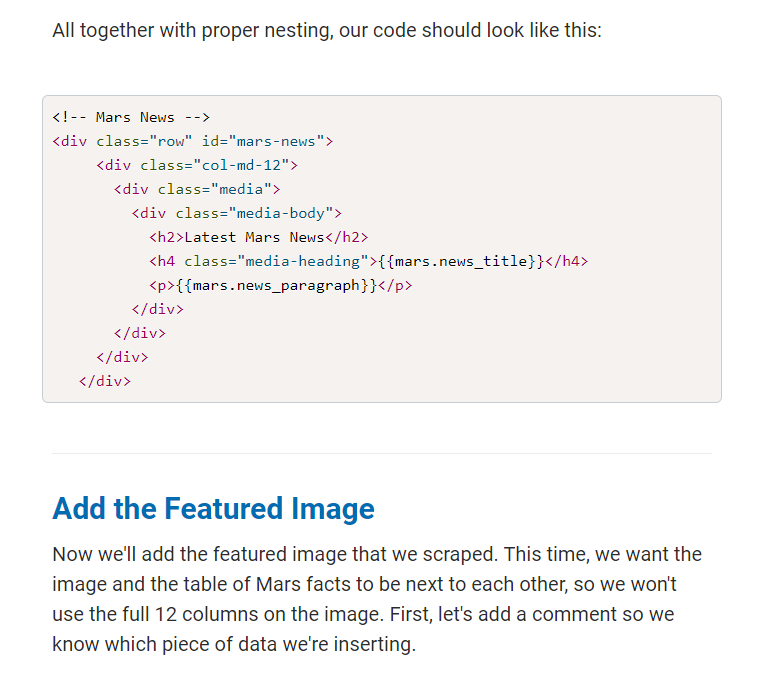 All together with proper nesting, our code should look like this:
<!-- Mars News -->
<div class="row" id="mars-news">
     <div class="col-md-12">
       <div class="media">
         <div class="media-body">
           <h2>Latest Mars News</h2>
           <h4 class="media-heading">{{mars.news_title}}</h4>
           <p>{{mars.news_paragraph}}</p>
         </div>
       </div>
     </div>
   </div>
Add the Featured Image
Now we'll add the featured image that we scraped. This time, we want the
image and the table of Mars facts to be next to each other, so we won't
use the full 12 columns on the image. First, let's add a comment so we
know which piece of data we're inserting.